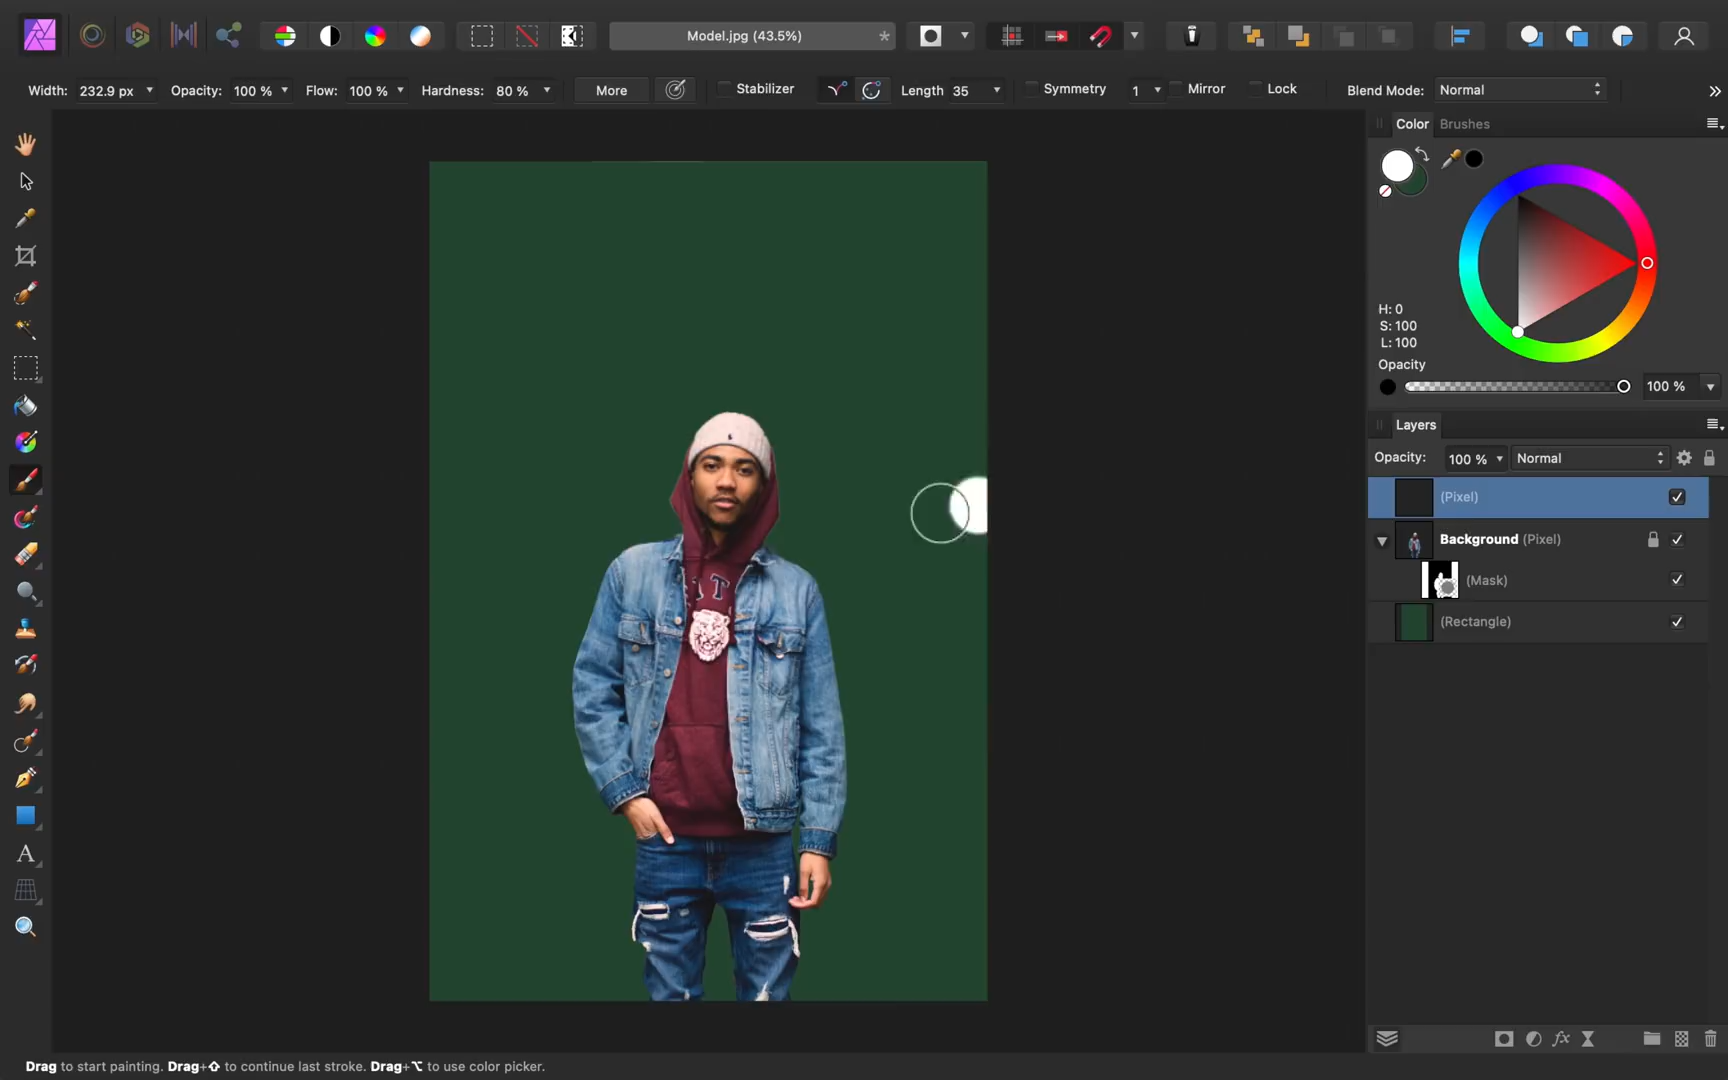 Model.jpg (43.5%)
*
Width: 232.9 px
Opacity: 100 %
Flow: 100 %
Hardness: 80 %
More
Stabilizer
Length 35
Symmetry
1
Mirror
Lock
Blend Mode: Normal
Color
Brushes
H: 0
S: 100
L: 100
Opacity
100 %
Layers
Opacity: 100 %
Normal
(Pixel)
Background (Pixel)
(Mask)
(Rectangle)
Drag to start painting. Drag+⇧ to continue last stroke. Drag+⌥ to use color picker.